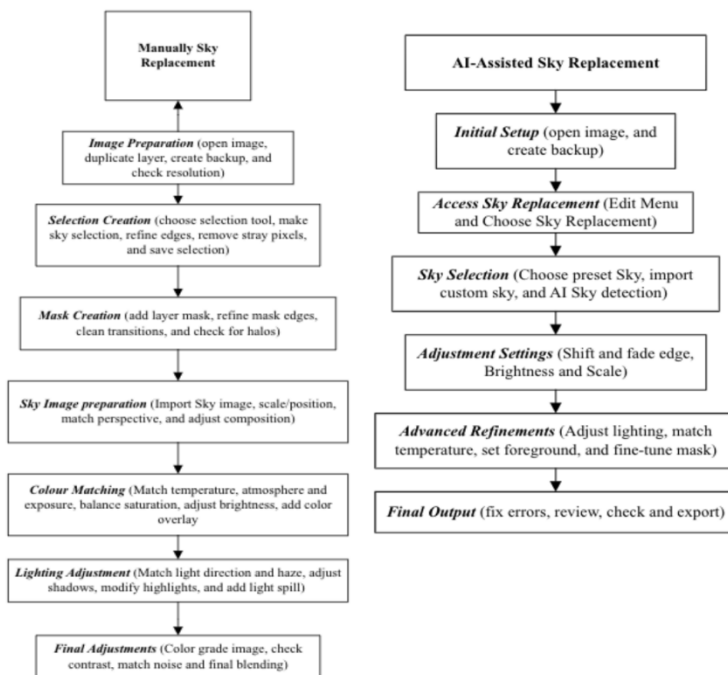 Manually Sky
Replacement
Image Preparation (open image,
duplicate layer, create backup, and
check resolution)
Selection Creation (choose selection tool, make
sky selection, refine edges, remove stray pixels,
and save selection)
Mask Creation (add layer mask, refine mask edges,
clean transitions, and check for halos)
Sky Image preparation (Import Sky image, scale/position,
match perspective, and adjust composition)
Colour Matching (Match temperature, atmosphere and
exposure, balance saturation, adjust brightness, add color
overlay
Lighting Adjustment (Match light direction and haze, adjust
shadows, modify highlights, and add light spill)
Final Adjustments (Color grade image, check
contrast, match noise and final blending)
AI-Assisted Sky Replacement
Initial Setup (open image, and
create backup)
Access Sky Replacement (Edit Menu
and Choose Sky Replacement)
Sky Selection (Choose preset Sky, import
custom sky, and AI Sky detection)
Adjustment Settings (Shift and fade edge,
Brightness and Scale)
Advanced Refinements (Adjust lighting, match
temperature, set foreground, and fine-tune mask)
Final Output (fix errors, review, check and export)